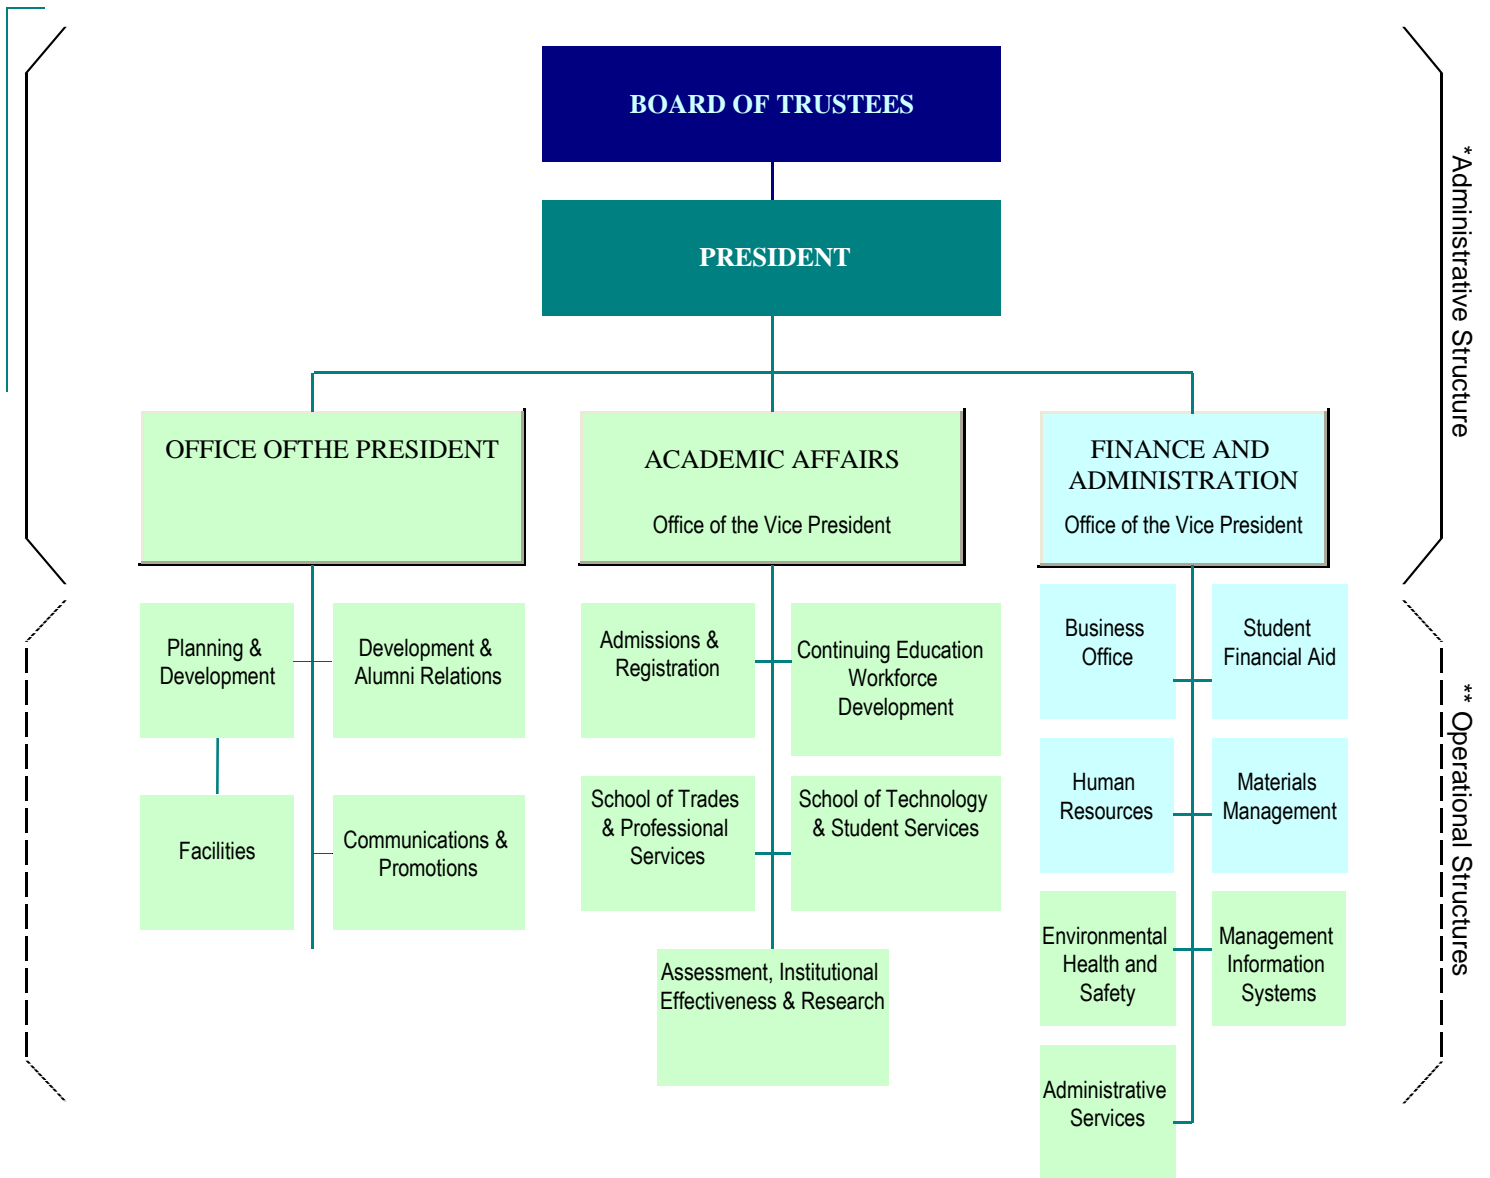 BOARD OF TRUSTEES
PRESIDENT
*Administrative Structure
OFFICE OFTHE PRESIDENT
ACADEMIC AFFAIRS
Office of the Vice President
FINANCE AND
ADMINISTRATION
Office of the Vice President
Planning &
Development
Development &
Alumni Relations
Facilities
Communications &
Promotions
Admissions &
Registration
Continuing Education
Workforce
Development
School of Trades
& Professional
Services
School of Technology
& Student Services
Assessment, Institutional
Effectiveness & Research
Business
Office
Student
Financial Aid
Human
Resources
Materials
Management
Environmental
Health and
Safety
Management
Information
Systems
Administrative
Services
** Operational Structures